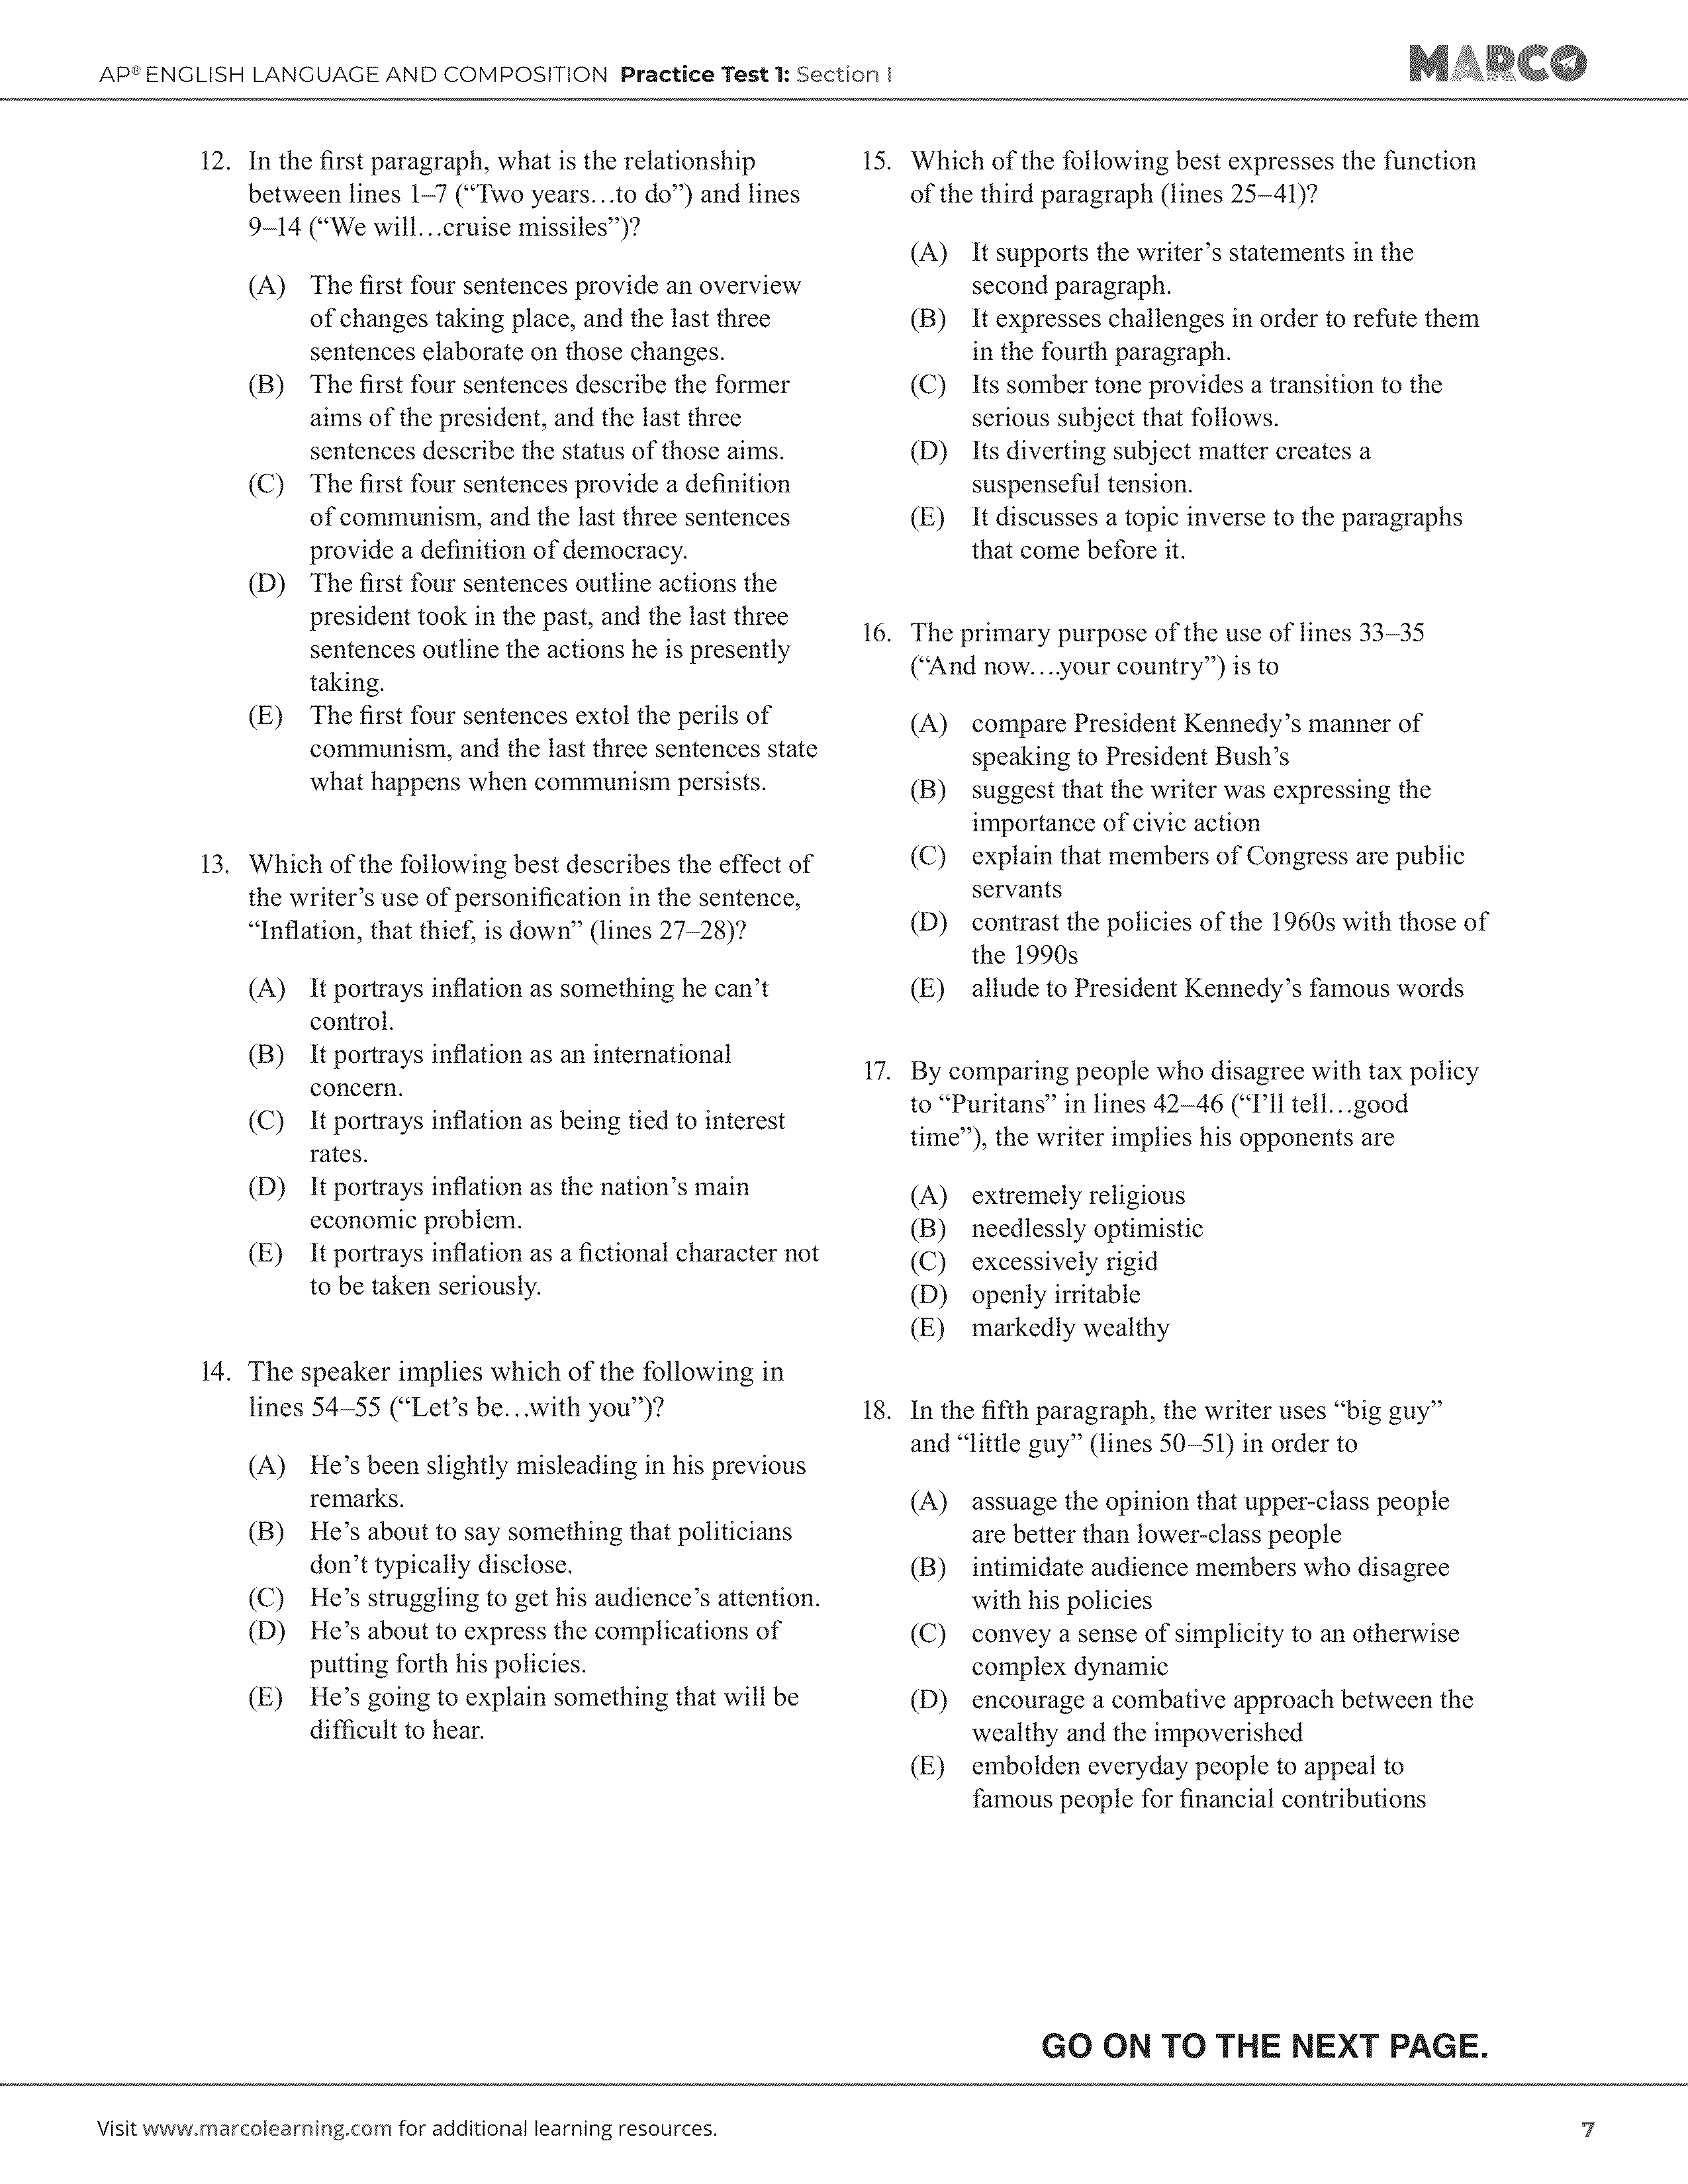 AP® ENGLISH LANGUAGE AND COMPOSITION Practice Test 1: Section I
MARCO
12. In the first paragraph, what is the relationship
between lines 1–7 (“Two years…to do”) and lines
9–14 (“We will…cruise missiles”)?
(A) The first four sentences provide an overview
of changes taking place, and the last three
sentences elaborate on those changes.
(B) The first four sentences describe the former
aims of the president, and the last three
sentences describe the status of those aims.
(C) The first four sentences provide a definition
of communism, and the last three sentences
provide a definition of democracy.
(D) The first four sentences outline actions the
president took in the past, and the last three
sentences outline the actions he is presently
taking.
(E) The first four sentences extol the perils of
communism, and the last three sentences state
what happens when communism persists.
13. Which of the following best describes the effect of
the writer’s use of personification in the sentence,
“Inflation, that thief, is down” (lines 27–28)?
(A) It portrays inflation as something he can’t
control.
(B) It portrays inflation as an international
concern.
(C) It portrays inflation as being tied to interest
rates.
(D) It portrays inflation as the nation’s main
economic problem.
(E) It portrays inflation as a fictional character not
to be taken seriously.
14. The speaker implies which of the following in
lines 54–55 (“Let’s be…with you”)?
(A) He’s been slightly misleading in his previous
remarks.
(B) He’s about to say something that politicians
don’t typically disclose.
(C) He’s struggling to get his audience’s attention.
(D) He’s about to express the complications of
putting forth his policies.
(E) He’s going to explain something that will be
difficult to hear.
15. Which of the following best expresses the function
of the third paragraph (lines 25–41)?
(A) It supports the writer’s statements in the
second paragraph.
(B) It expresses challenges in order to refute them
in the fourth paragraph.
(C) Its somber tone provides a transition to the
serious subject that follows.
(D) Its diverting subject matter creates a
suspenseful tension.
(E) It discusses a topic inverse to the paragraphs
that come before it.
16. The primary purpose of the use of lines 33–35
(“And now….your country”) is to
(A) compare President Kennedy’s manner of
speaking to President Bush’s
(B) suggest that the writer was expressing the
importance of civic action
(C) explain that members of Congress are public
servants
(D) contrast the policies of the 1960s with those of
the 1990s
(E) allude to President Kennedy’s famous words
17. By comparing people who disagree with tax policy
to “Puritans” in lines 42–46 (“I’ll tell…good
time”), the writer implies his opponents are
(A) extremely religious
(B) needlessly optimistic
(C) excessively rigid
(D) openly irritable
(E) markedly wealthy
18. In the fifth paragraph, the writer uses “big guy”
and “little guy” (lines 50–51) in order to
(A) assuage the opinion that upper-class people
are better than lower-class people
(B) intimidate audience members who disagree
with his policies
(C) convey a sense of simplicity to an otherwise
complex dynamic
(D) encourage a combative approach between the
wealthy and the impoverished
(E) embolden everyday people to appeal to
famous people for financial contributions
GO ON TO THE NEXT PAGE.
Visit www.marcolearning.com for additional learning resources.
7